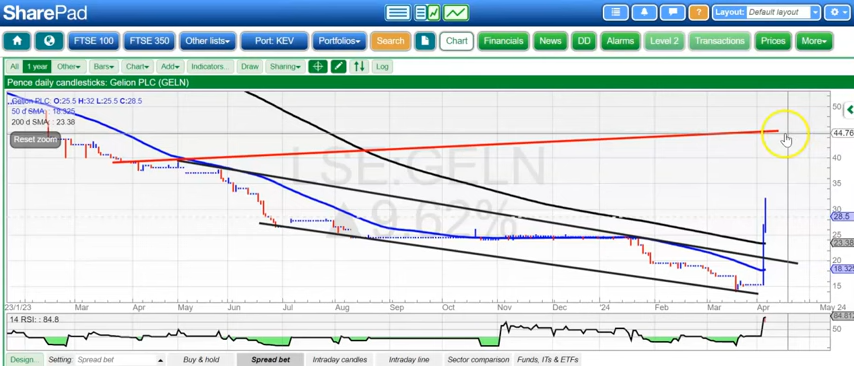 SharePad
Layout: Default layout
FTSE 100 FTSE 350 Other lists Port: KEV Portfolios Search Chart Financials News DD Alarms Level 2 Transactions Prices More
All 1 year Other Bars Chart Add Indicators... Draw Sharing Log
Pence daily candlesticks: Gelion PLC (GELN)
Gelion PLC, O:25.5 H:32 L:25.5 C:28.5
50 d SMA: 18.325
200 d SMA: 23.38
Reset zoom
LSE.GELN
9.62%
50
44.76
40
35
28.5
23.38
20
18.325
15
23/1/23 Mar Apr May Jun Jul Aug Sep Oct Nov Dec '24 Feb Mar Apr May 24
14 RSI: : 84.8
84.812
50
Design... Setting: Spread bet Buy & hold Spread bet Intraday candles Intraday line Sector comparison Funds, ITs & ETFs